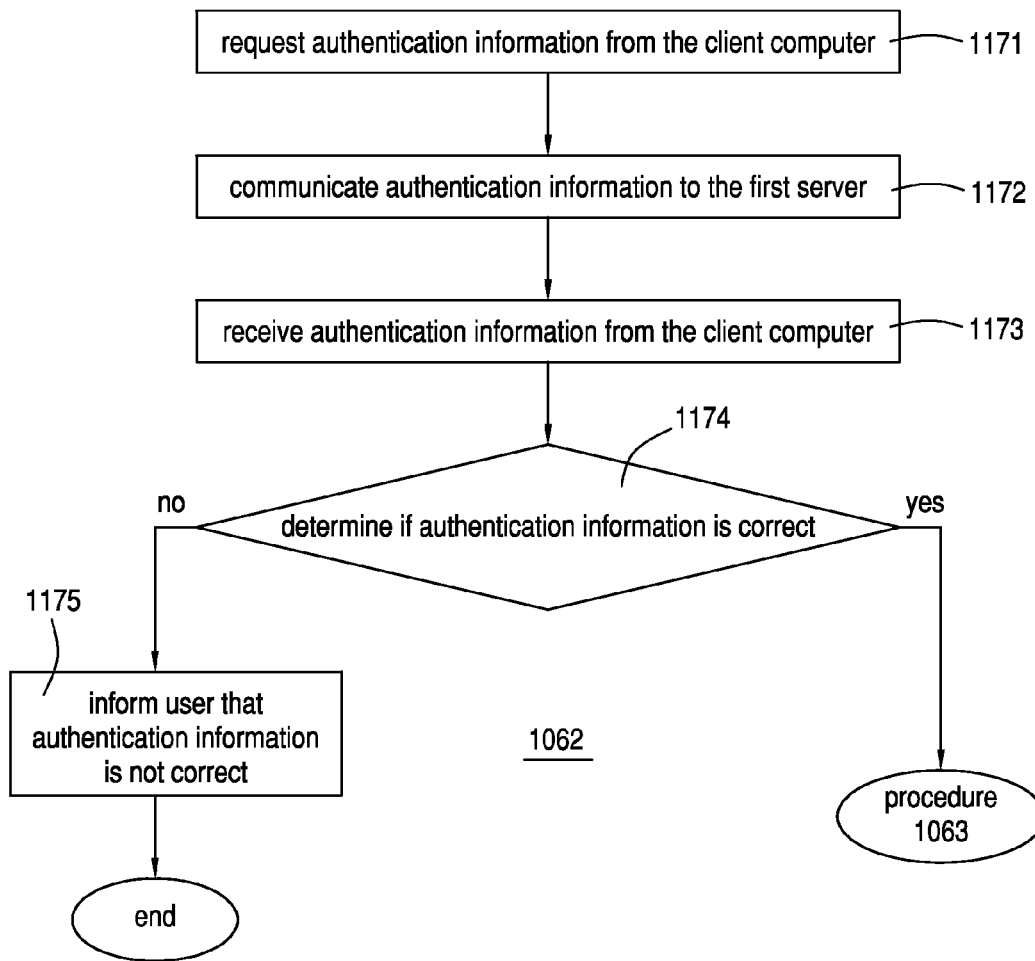 request authentication information from the client computer
1171
communicate authentication information to the first server
1172
receive authentication information from the client computer
1173
1174
no
determine if authentication information is correct
yes
1175
inform user that
authentication information
is not correct
1062
procedure
1063
end